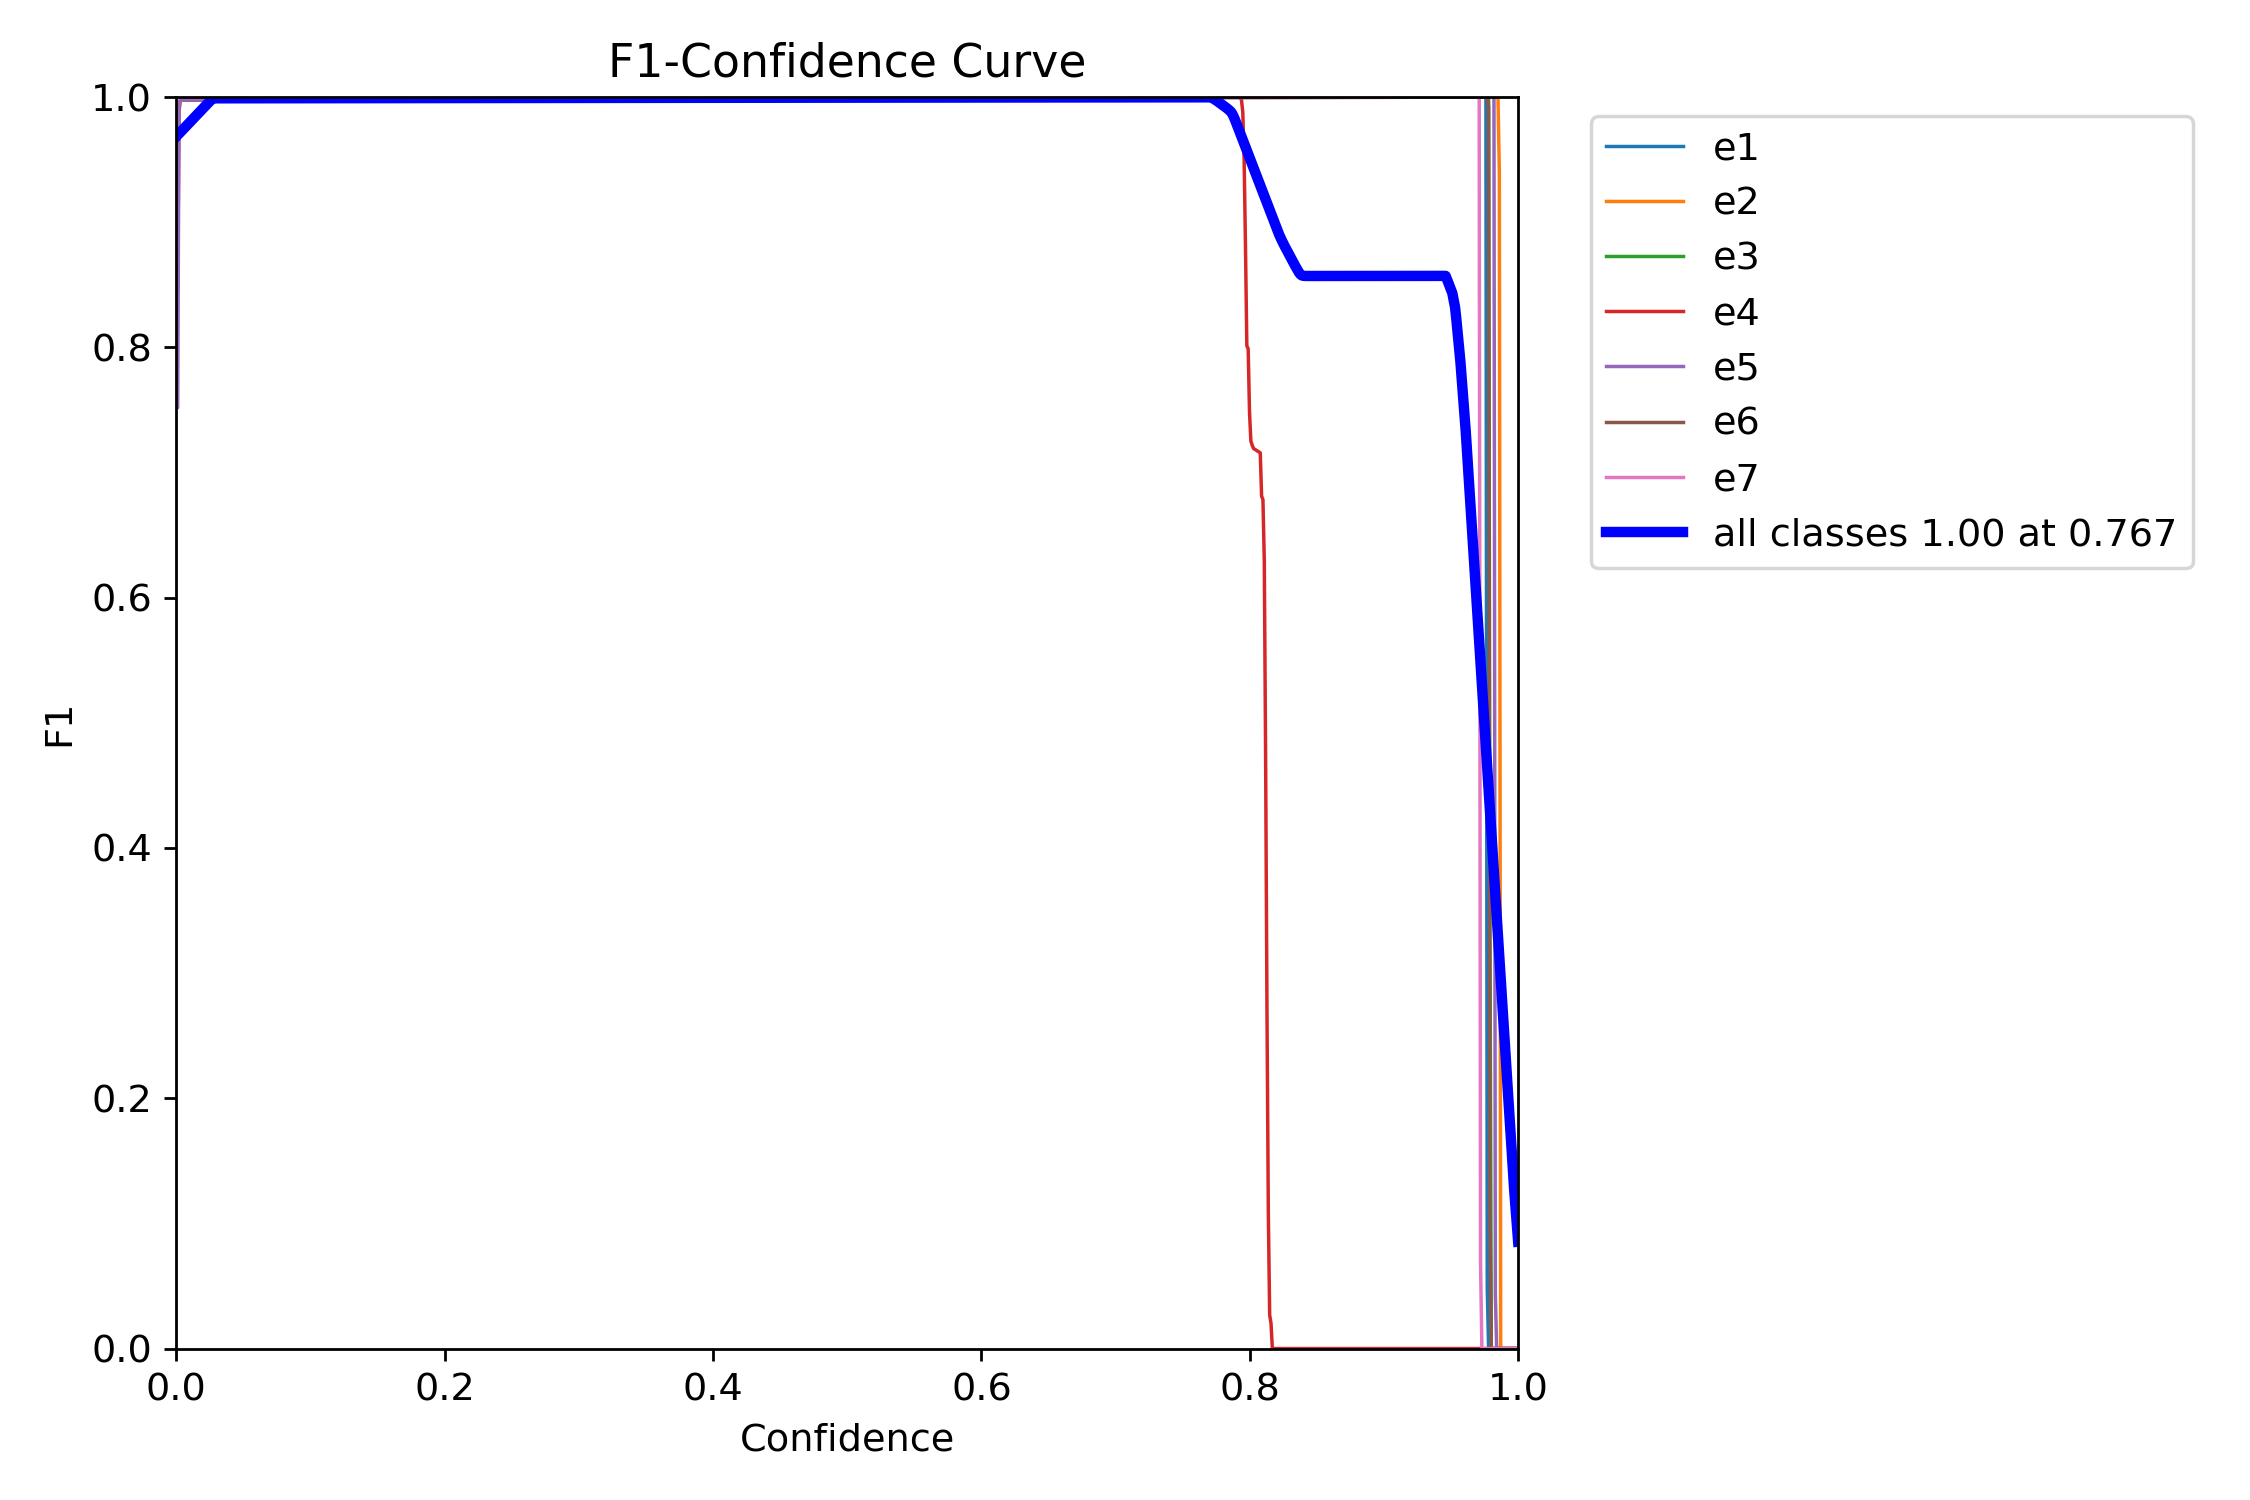 F1-Confidence Curve
1.0
0.8
0.6
0.4
0.2
0.0
F1
0.0 0.2 0.4 0.6 0.8 1.0
Confidence
e1
e2
e3
e4
e5
e6
e7
all classes 1.00 at 0.767